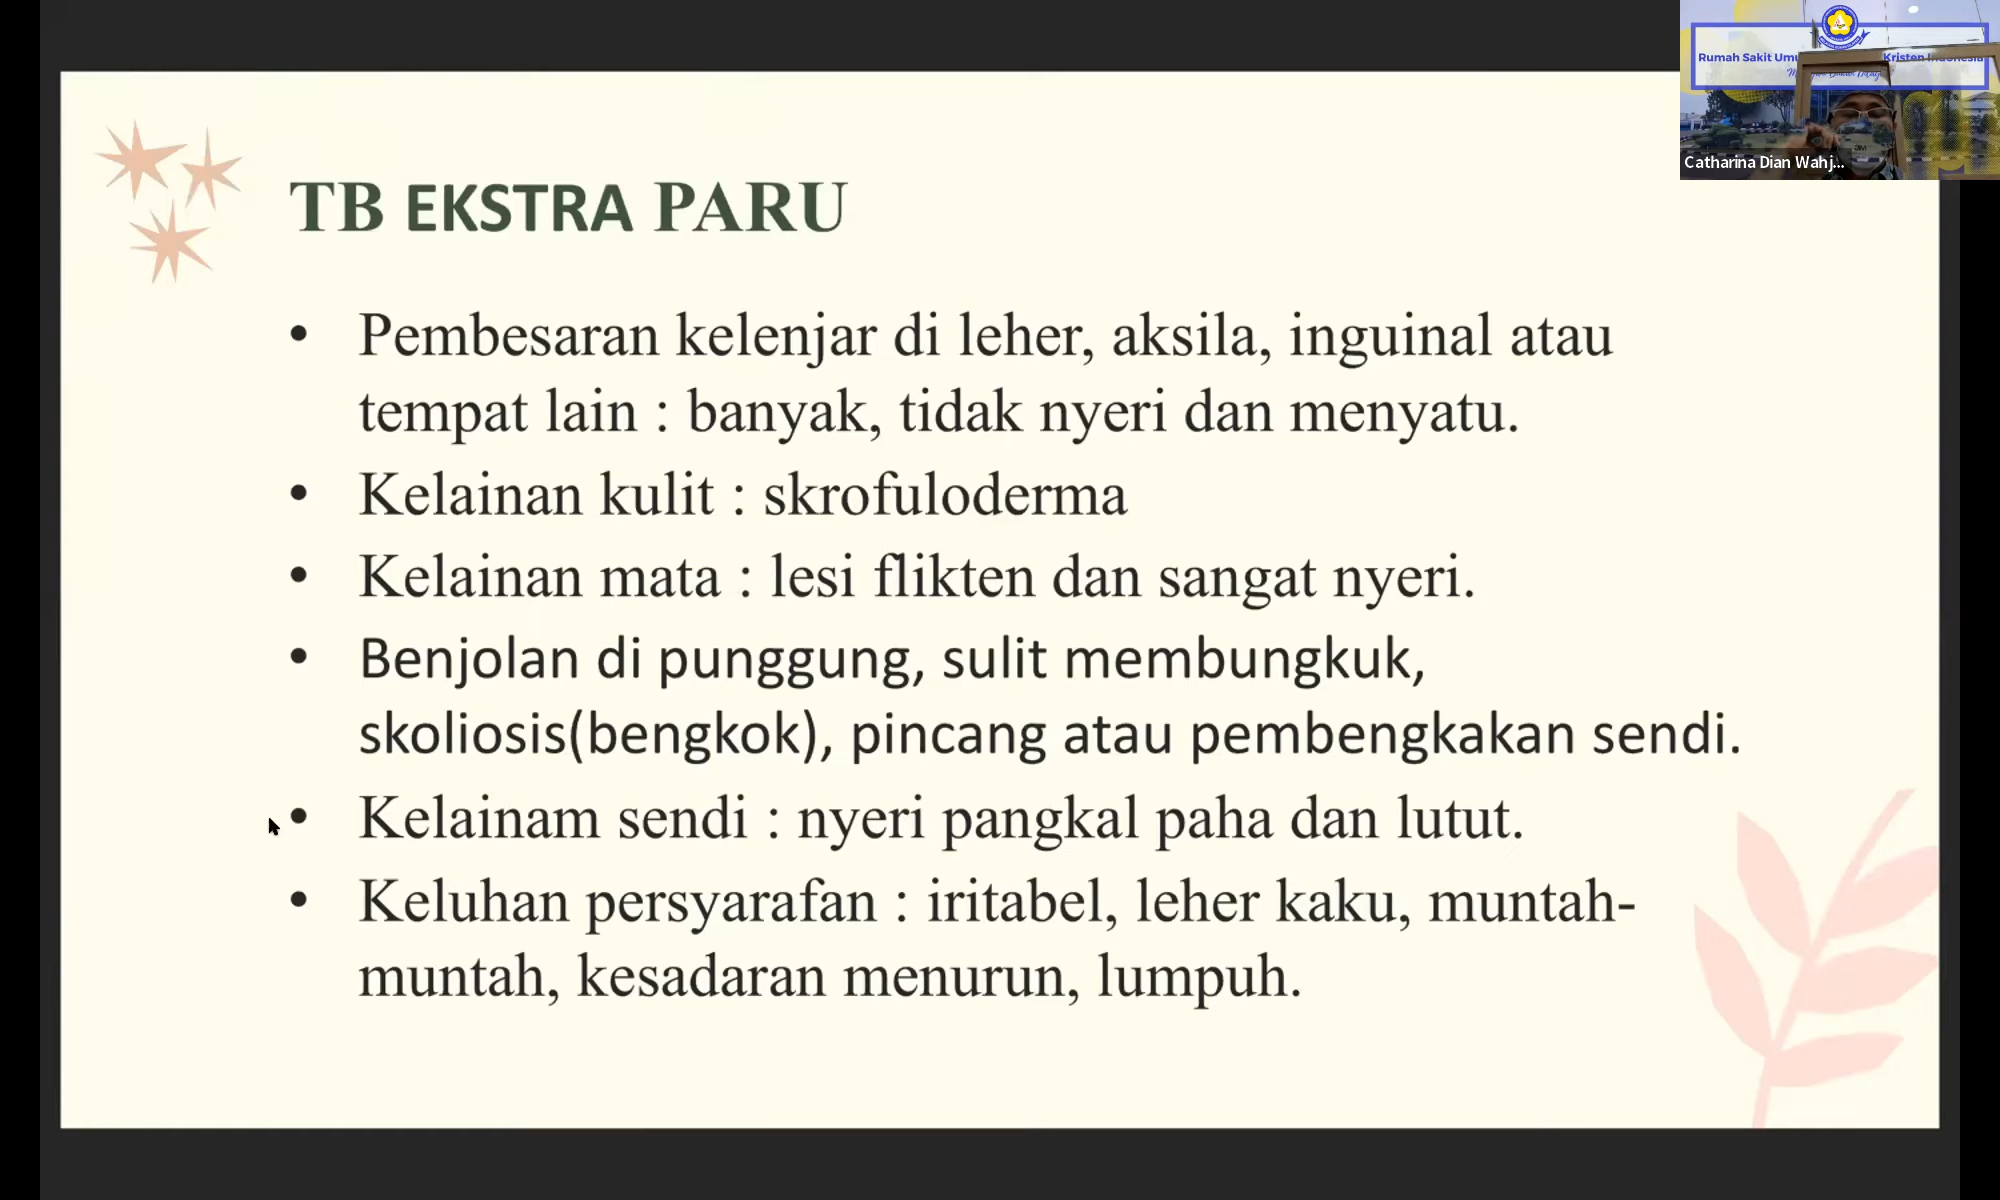 TB EKSTRA PARU
• Pembesaran kelenjar di leher, aksila, inguinal atau
tempat lain : banyak, tidak nyeri dan menyatu.
• Kelainan kulit : skrofuloderma
• Kelainan mata : lesi flikten dan sangat nyeri.
• Benjolan di punggung, sulit membungkuk,
skoliosis(bengkok), pincang atau pembengkakan sendi.
• Kelainam sendi : nyeri pangkal paha dan lutut.
• Keluhan persyarafan : iritabel, leher kaku, muntah-
muntah, kesadaran menurun, lumpuh.
Rumah Sakit Kristen Indonesia
Catharina Dian Wahj...